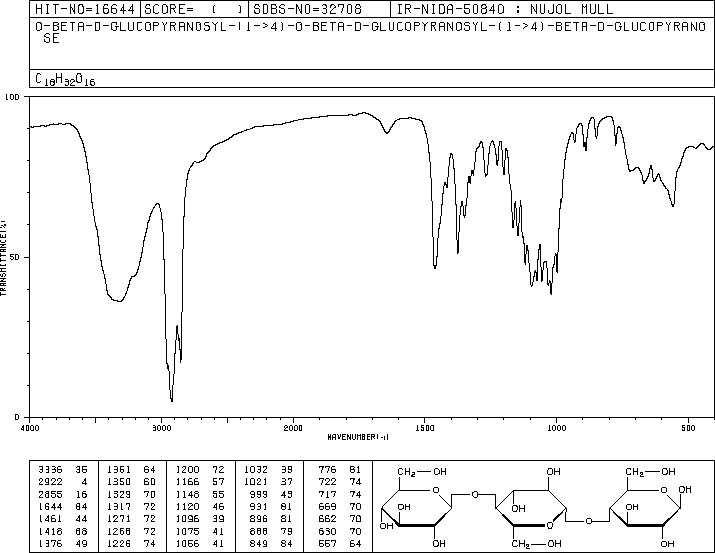 HIT-NO=16644 SCORE= ( ) SDBS-NO=32708 IR-NIDA-50840 : NUJOL MULL
O-BETA-D-GLUCOPYRANOSYL-(1->4)-O-BETA-D-GLUCOPYRANOSYL-(1->4)-BETA-D-GLUCOPYRANO
SE
C18H32O16
100
50
0
TRANSMITTANCE(%)
4000 3000 2000 1500 1000 500
WAVENUMBER(-1)
3336 35 1361 64 1200 72 1032 39 776 81
2922 4 1350 60 1166 57 1021 37 722 74
2855 16 1329 70 1148 55 999 43 717 74
1644 84 1317 72 1120 46 931 81 669 70
1461 44 1271 72 1096 39 896 81 662 70
1418 68 1268 72 1075 41 888 79 630 70
1376 49 1226 74 1056 41 849 84 557 64
CH2—OH OH CH2—OH
O O O OH
OH OH OH
OH OH O O OH OH
OH CH2—OH OH